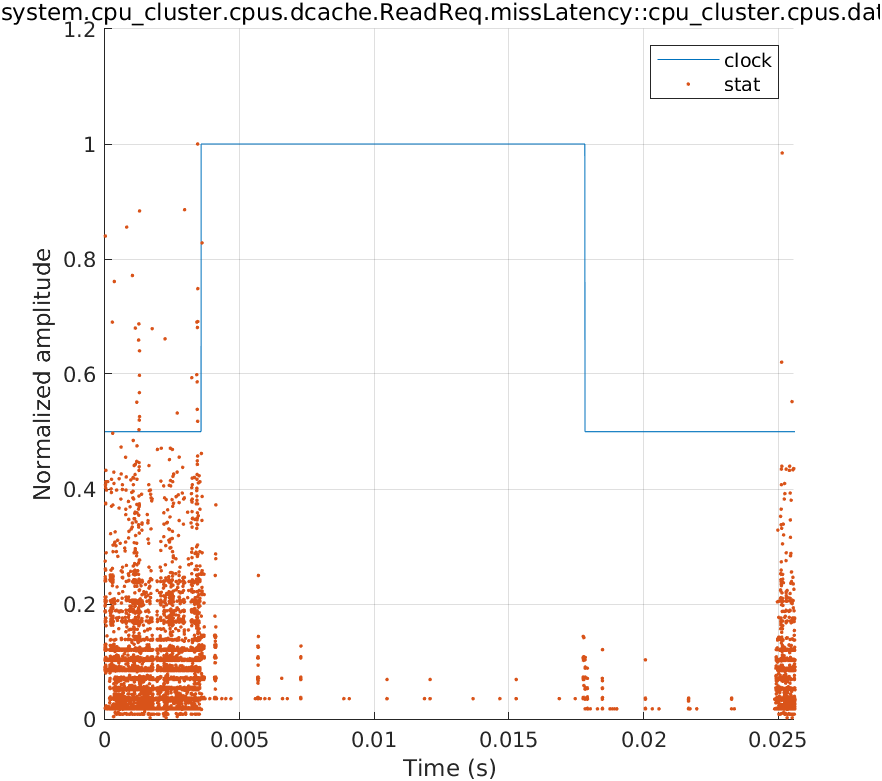 system.cpu_cluster.cpus.dcache.ReadReq.missLatency::cpu_cluster.cpus.dat
1.2
1
0.8
0.6
0.4
0.2
0
clock
stat
Normalized amplitude
0 0.005 0.01 0.015 0.02 0.025
Time (s)